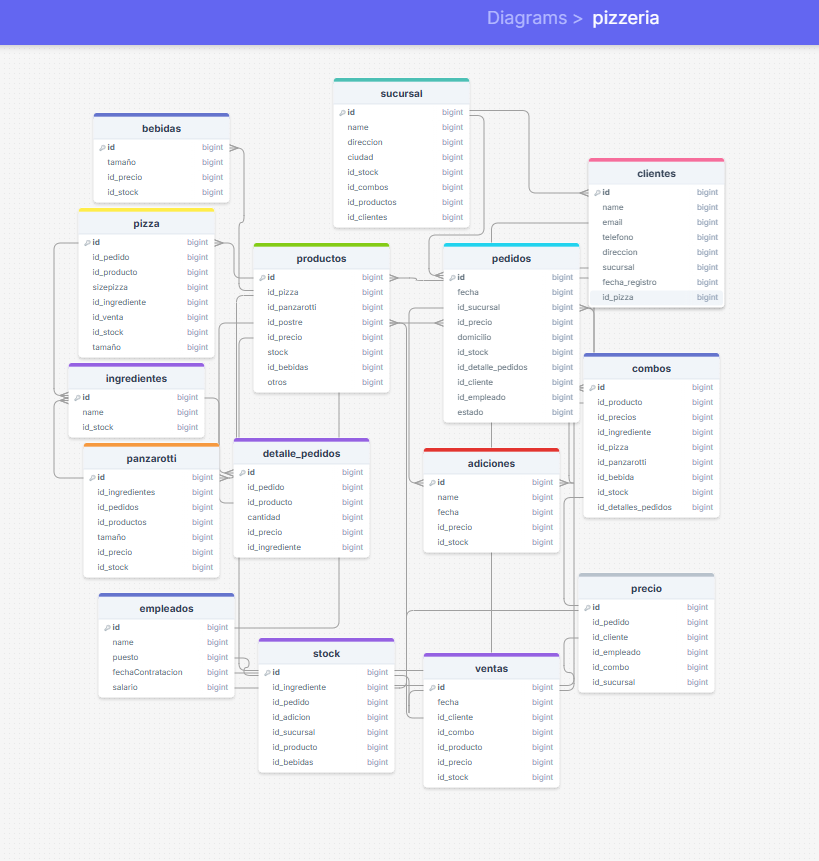 Diagrams > pizzeria
sucursal
id bigint
name bigint
direccion bigint
ciudad bigint
id_stock bigint
id_combos bigint
id_productos bigint
id_clientes bigint
bebidas
id bigint
tamaño bigint
id_precio bigint
id_stock bigint
clientes
id bigint
name bigint
email bigint
telefono bigint
direccion bigint
sucursal bigint
fecha_registro bigint
id_pizza bigint
pizza
id bigint
id_pedido bigint
id_producto bigint
sizepizza bigint
id_ingrediente bigint
id_venta bigint
id_stock bigint
tamaño bigint
productos
id bigint
id_pizza bigint
id_panzarotti bigint
id_postre bigint
id_precio bigint
stock bigint
id_bebidas bigint
otros bigint
pedidos
id bigint
fecha bigint
id_sucursal bigint
id_precio bigint
domicilio bigint
id_stock bigint
id_detalle_pedidos bigint
id_cliente bigint
id_empleado bigint
estado bigint
combos
id bigint
id_producto bigint
id_precios bigint
id_ingrediente bigint
id_pizza bigint
id_panzarotti bigint
id_bebida bigint
id_stock bigint
id_detalles_pedidos bigint
ingredientes
id bigint
name bigint
id_stock bigint
panzarotti
id bigint
id_ingredientes bigint
id_pedidos bigint
id_productos bigint
tamaño bigint
id_precio bigint
id_stock bigint
detalle_pedidos
id bigint
id_pedido bigint
id_producto bigint
cantidad bigint
id_precio bigint
id_ingrediente bigint
adiciones
id bigint
name bigint
fecha bigint
id_precio bigint
id_stock bigint
precio
id bigint
id_pedido bigint
id_cliente bigint
id_empleado bigint
id_combo bigint
id_sucursal bigint
empleados
id bigint
name bigint
puesto bigint
fechaContratacion bigint
salario bigint
stock
id bigint
id_ingrediente bigint
id_pedido bigint
id_adicion bigint
id_sucursal bigint
id_producto bigint
id_bebidas bigint
ventas
id bigint
fecha bigint
id_cliente bigint
id_combo bigint
id_producto bigint
id_precio bigint
id_stock bigint